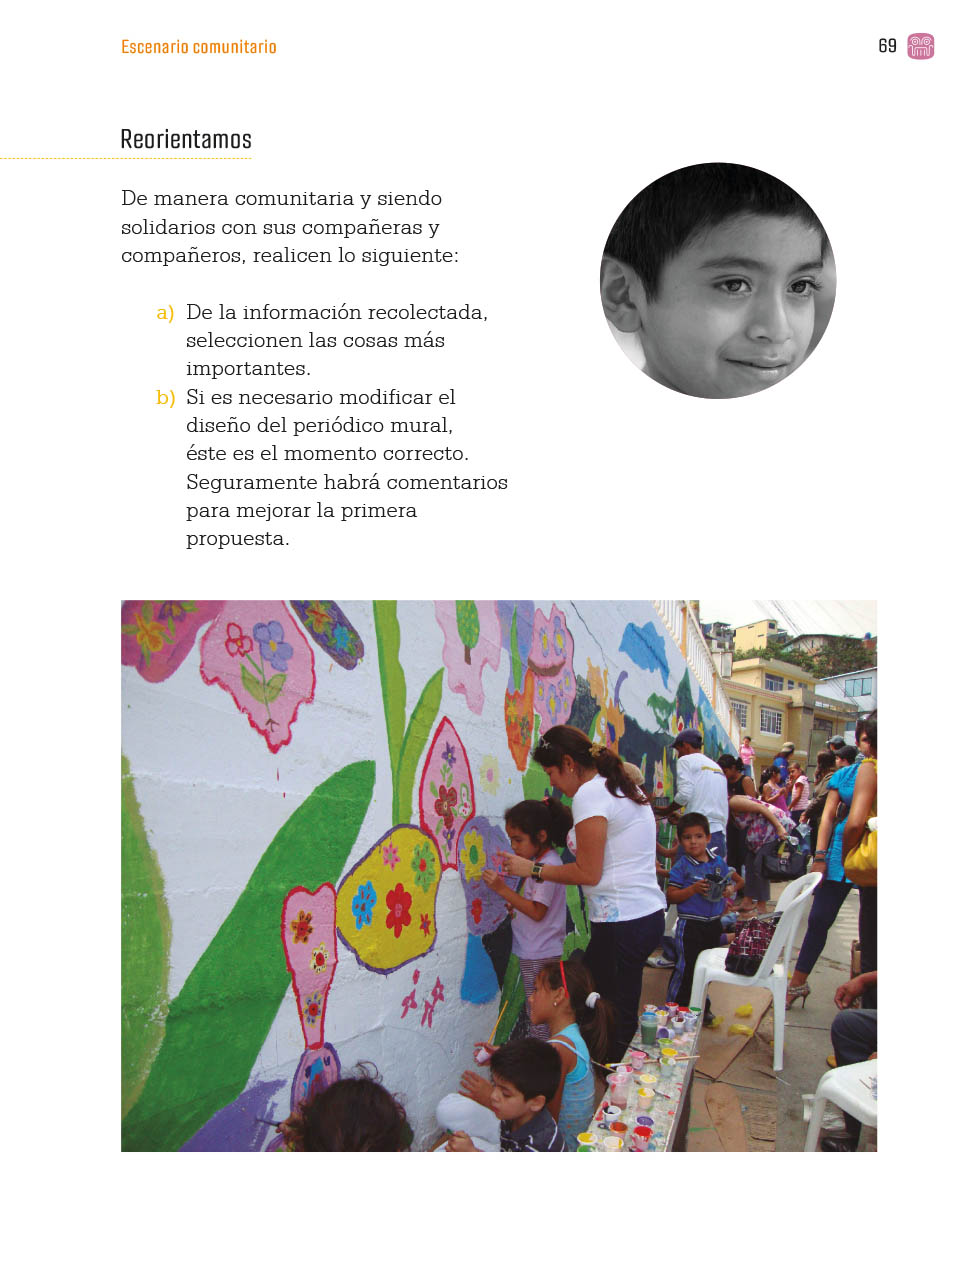 Escenario comunitario
69
Reorientamos
De manera comunitaria y siendo
solidarios con sus compañeras y
compañeros, realicen lo siguiente:
a) De la información recolectada,
seleccionen las cosas más
importantes.
b) Si es necesario modificar el
diseño del periódico mural,
éste es el momento correcto.
Seguramente habrá comentarios
para mejorar la primera
propuesta.